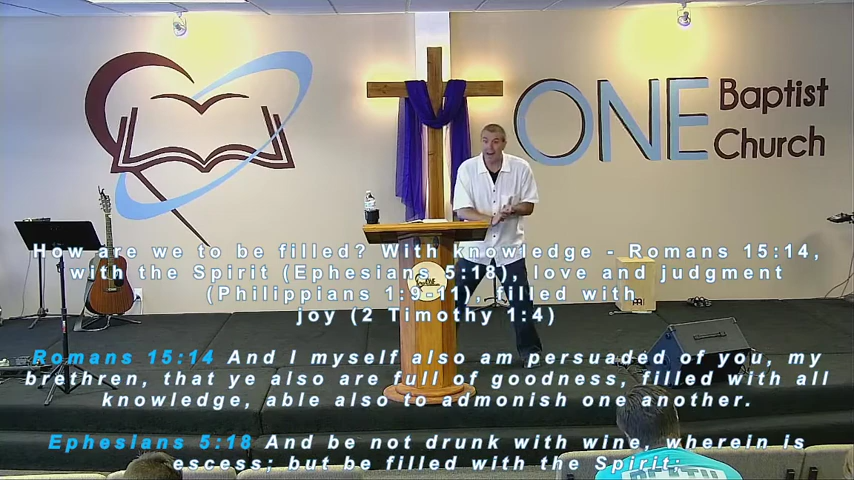 ONE Baptist
Church
How are we to be filled? With knowledge - Romans 15:14,
with the Spirit (Ephesians 5:18), love and judgment
(Philippians 1:9-11), filled with
joy (2 Timothy 1:4)
Romans 15:14 And I myself also am persuaded of you, my
brethren, that ye also are full of goodness, filled with all
knowledge, able also to admonish one another.
Ephesians 5:18 And be not drunk with wine, wherein is
escess; but be filled with the Spirit;